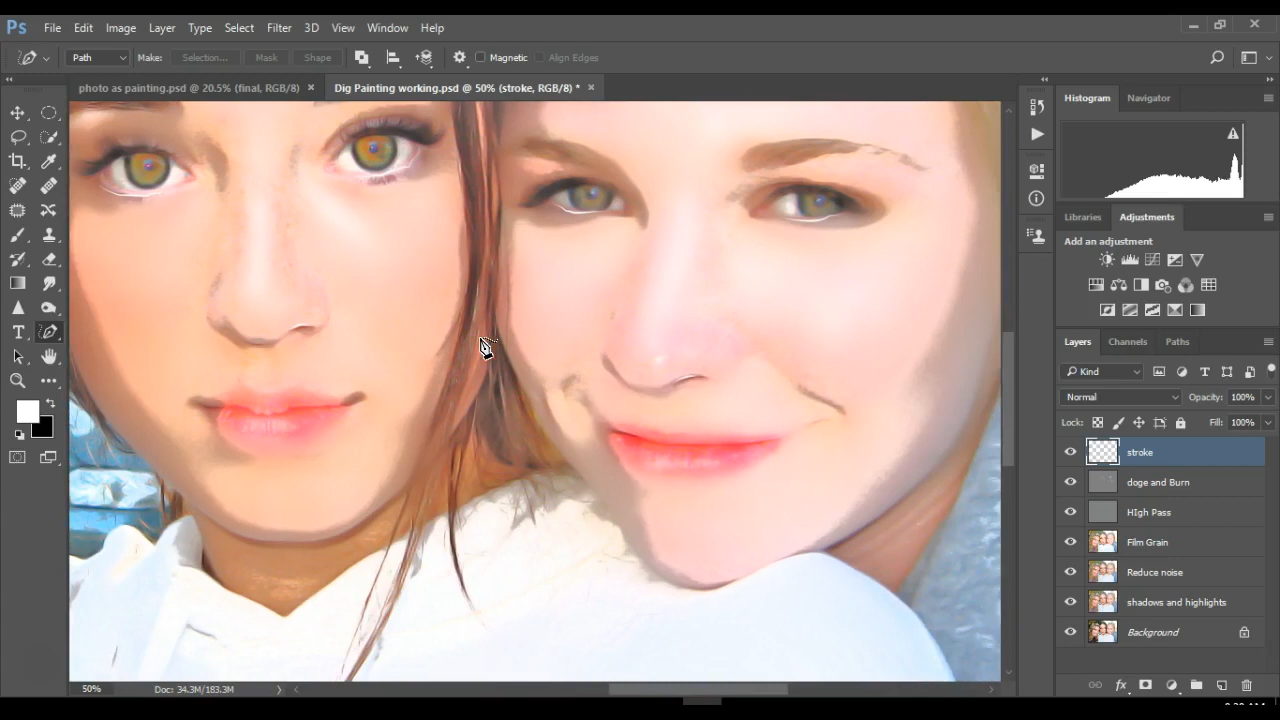 Ps File Edit Image Layer Type Select Filter 3D View Window Help
Path Make: Selection... Mask Shape Magnetic Align Edges
photo as painting.psd @ 20.5% (final, RGB/8) Dig Painting working.psd @ 50% (stroke, RGB/8) *
Histogram Navigator
Libraries Adjustments
Add an adjustment
Layers Channels Paths
Kind
Normal Opacity: 100%
Lock: Fill: 100%
stroke
doge and Burn
HIgh Pass
Film Grain
Reduce noise
shadows and highlights
Background
50% Doc: 34.3M/183.3M